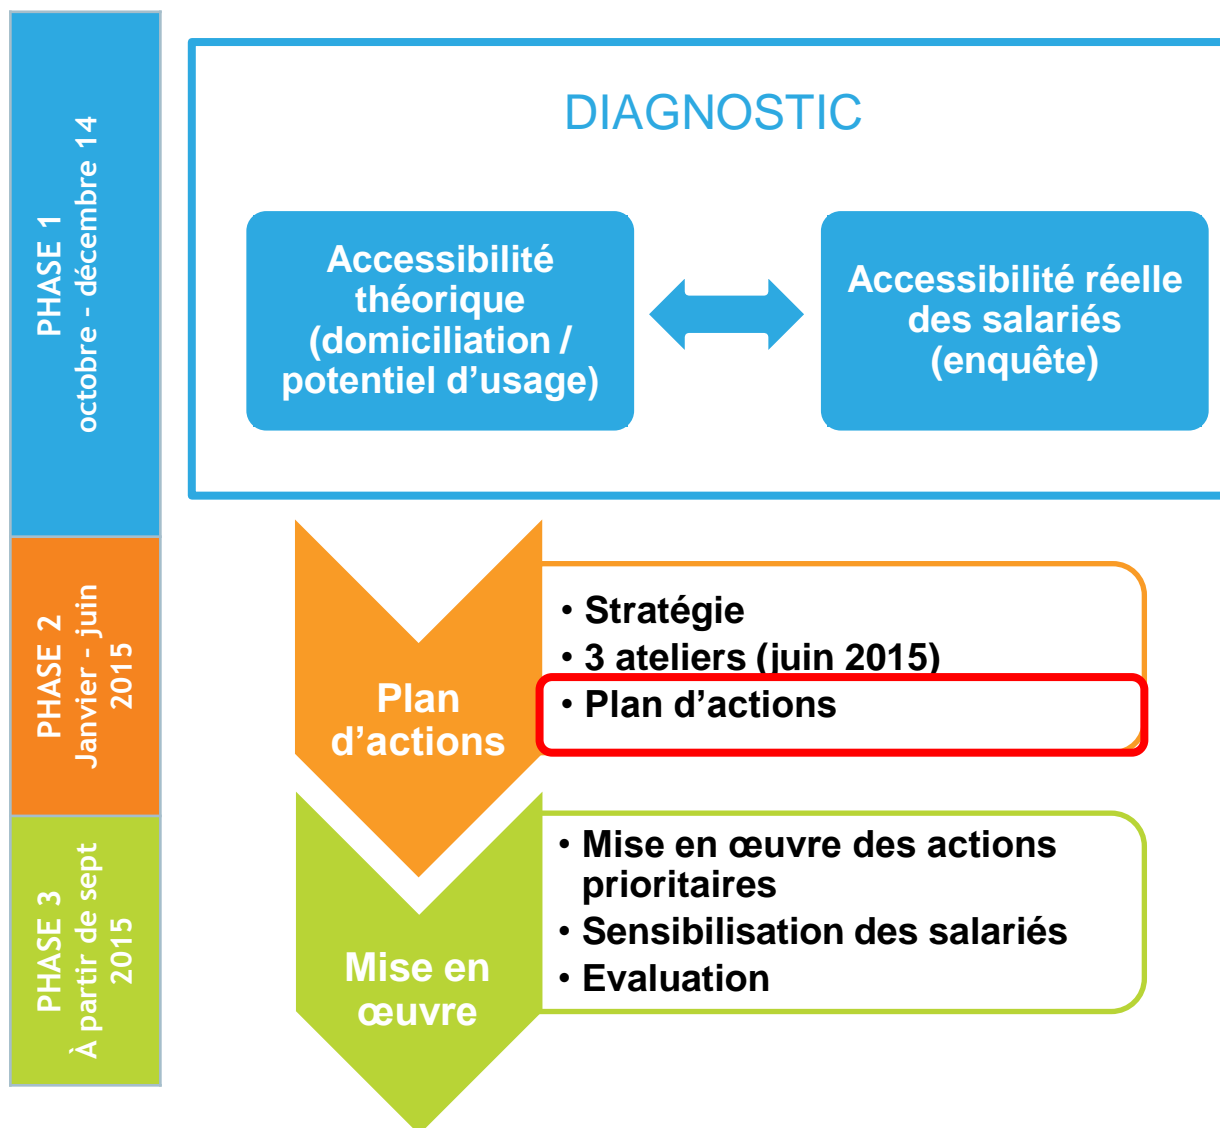 PHASE 1
octobre - décembre 14
DIAGNOSTIC
Accessibilité
théorique
(domiciliation /
potentiel d’usage)
Accessibilité réelle
des salariés
(enquête)
PHASE 2
Janvier - juin
2015
Plan
d’actions
• Stratégie
• 3 ateliers (juin 2015)
• Plan d’actions
PHASE 3
À partir de sept
2015
Mise en
œuvre
• Mise en œuvre des actions
prioritaires
• Sensibilisation des salariés
• Evaluation